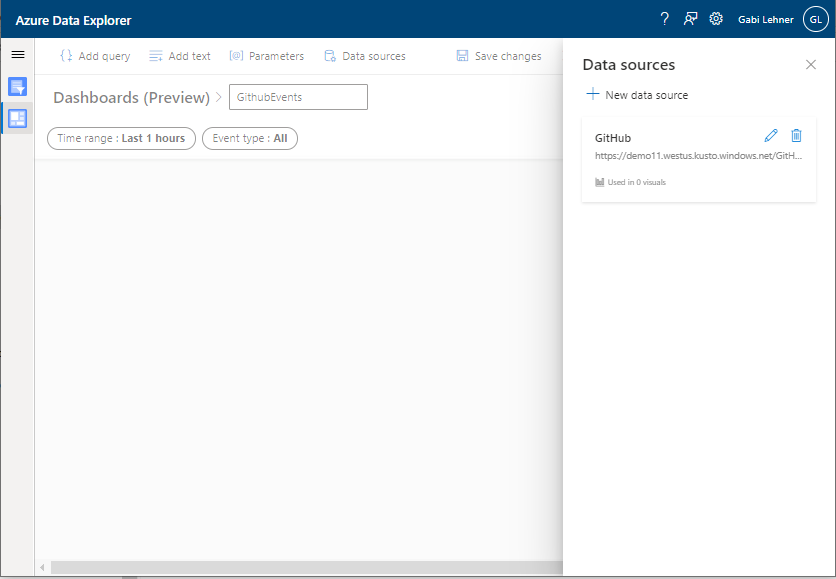 Azure Data Explorer
? Gabi Lehner GL
Add query Add text Parameters Data sources Save changes
Dashboards (Preview) > GithubEvents
Time range : Last 1 hours Event type : All
Data sources
New data source
GitHub
https://demo11.westus.kusto.windows.net/GitH...
Used in 0 visuals